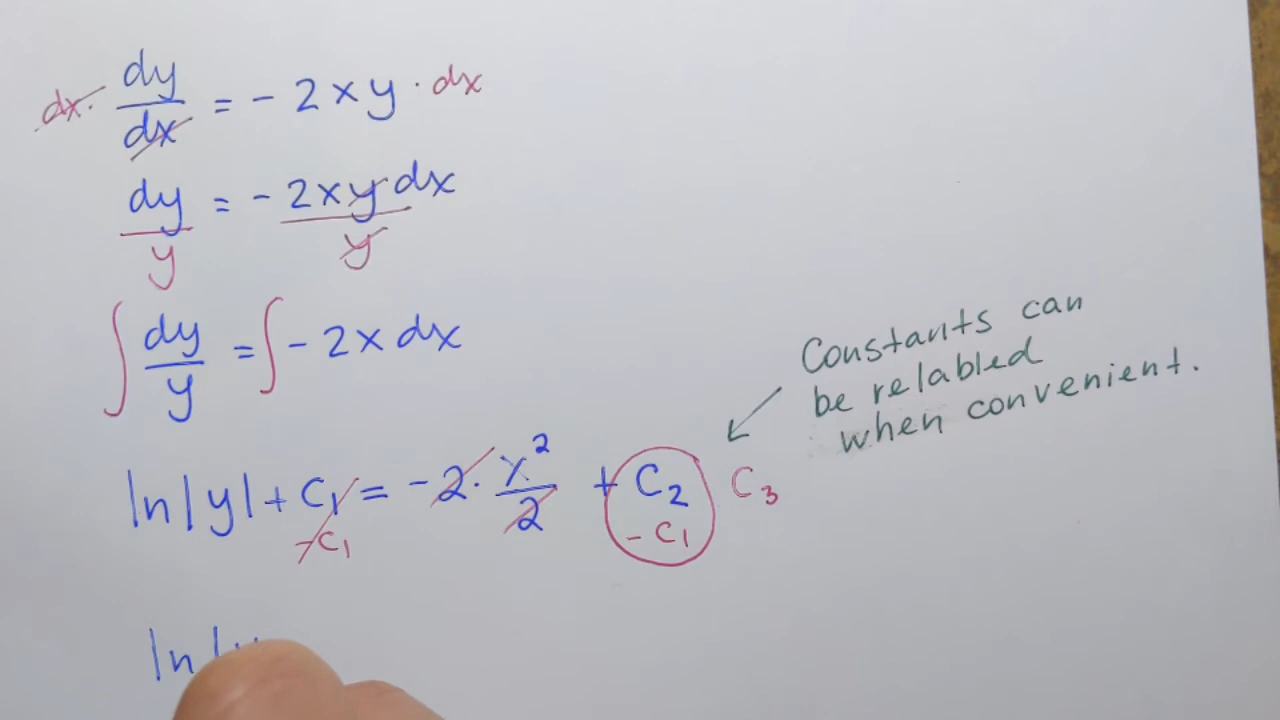 dx · dy/dx = - 2xy · dx
dy/y = - 2xy dx/y
∫ dy/y = ∫ - 2x dx
Constants can
be relabled
when convenient.
ln|y| + C₁ = - 2 · x²/2 + C₂ C₃
- C₁ - C₁
ln|y